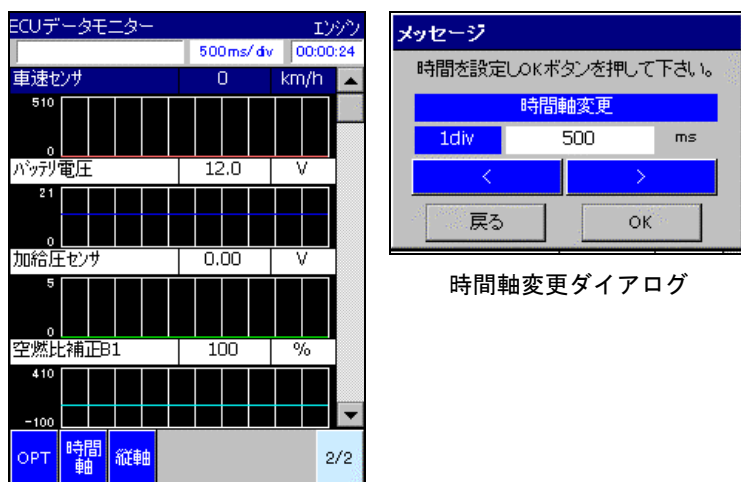 ECUデータモニター エンジン
500ms/div 00:00:24
車速センサ 0 km/h
510
0
バッテリ電圧 12.0 V
21
0
加給圧センサ 0.00 V
5
0
空燃比補正B1 100 %
410
-100
OPT 時間軸 縦軸 2/2
メッセージ
時間を設定しOKボタンを押して下さい。
時間軸変更
1div 500 ms
< >
戻る OK
時間軸変更ダイアログ